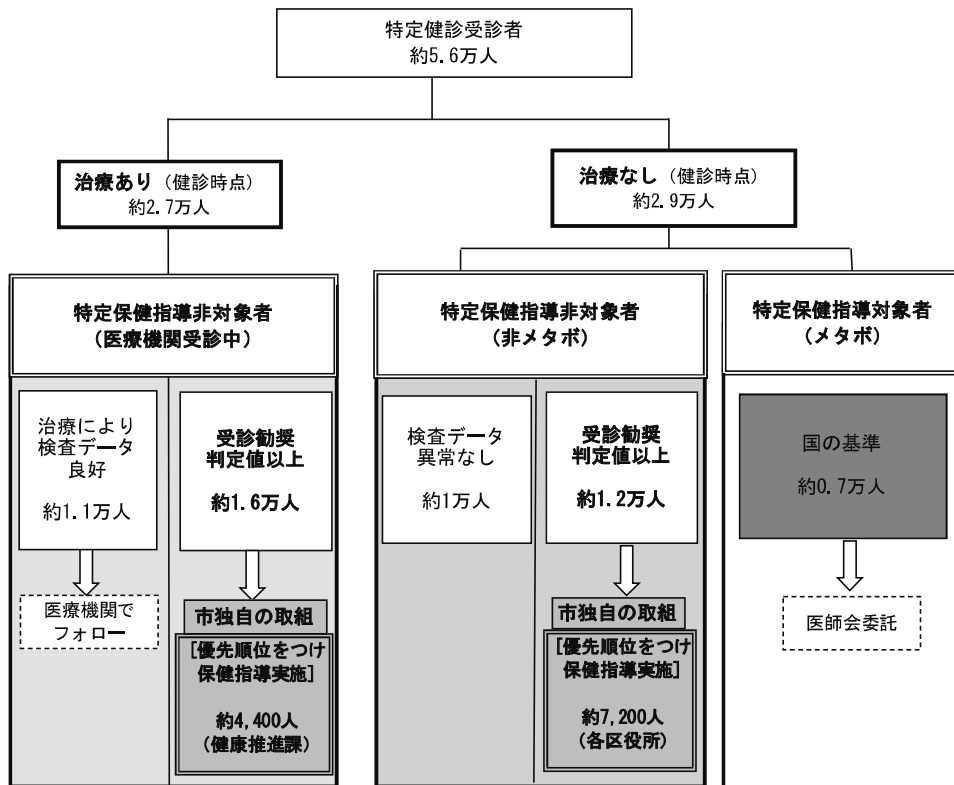 特定健診受診者
約5.6万人
治療あり（健診時点）
約2.7万人
治療なし（健診時点）
約2.9万人
特定保健指導非対象者
（医療機関受診中）
特定保健指導非対象者
（非メタボ）
特定保健指導対象者
（メタボ）
治療により
検査データ
良好
約1.1万人
受診勧奨
判定値以上
約1.6万人
検査データ
異常なし
約1万人
受診勧奨
判定値以上
約1.2万人
国の基準
約0.7万人
医療機関で
フォロー
市独自の取組
[優先順位をつけ
保健指導実施]
約4,400人
(健康推進課)
市独自の取組
[優先順位をつけ
保健指導実施]
約7,200人
(各区役所)
医師会委託